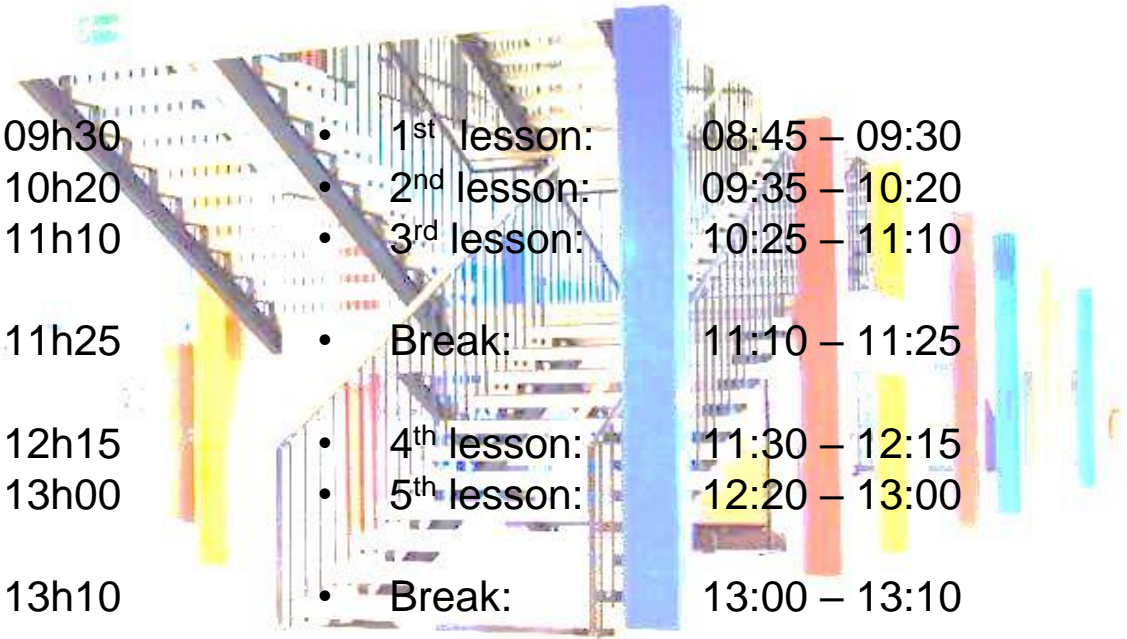 09h30 • 1st lesson: 08:45 – 09:30
10h20 • 2nd lesson: 09:35 – 10:20
11h10 • 3rd lesson: 10:25 – 11:10
11h25 • Break: 11:10 – 11:25
12h15 • 4th lesson: 11:30 – 12:15
13h00 • 5th lesson: 12:20 – 13:00
13h10 • Break: 13:00 – 13:10